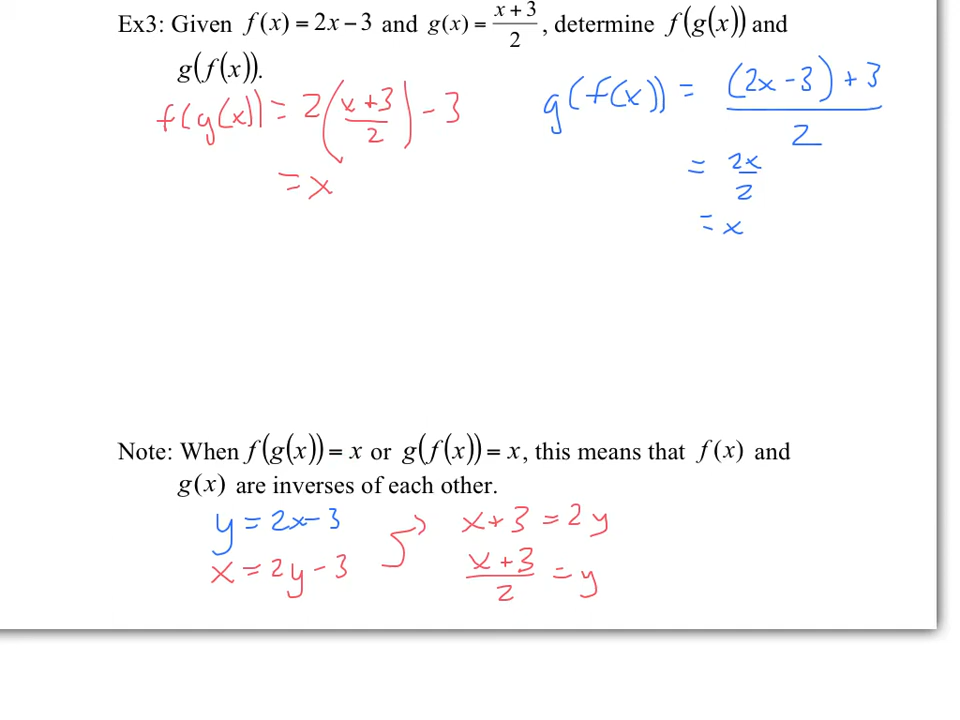 Ex3: Given f(x) = 2x − 3 and g(x) = (x + 3)/2, determine f(g(x)) and
g(f(x)).
f(g(x)) = 2((x+3)/2) − 3
= x
g(f(x)) = ((2x − 3) + 3)/2
= 2x/2
= x
Note: When f(g(x)) = x or g(f(x)) = x, this means that f(x) and
g(x) are inverses of each other.
y = 2x − 3
x = 2y − 3
x + 3 = 2y
(x + 3)/2 = y